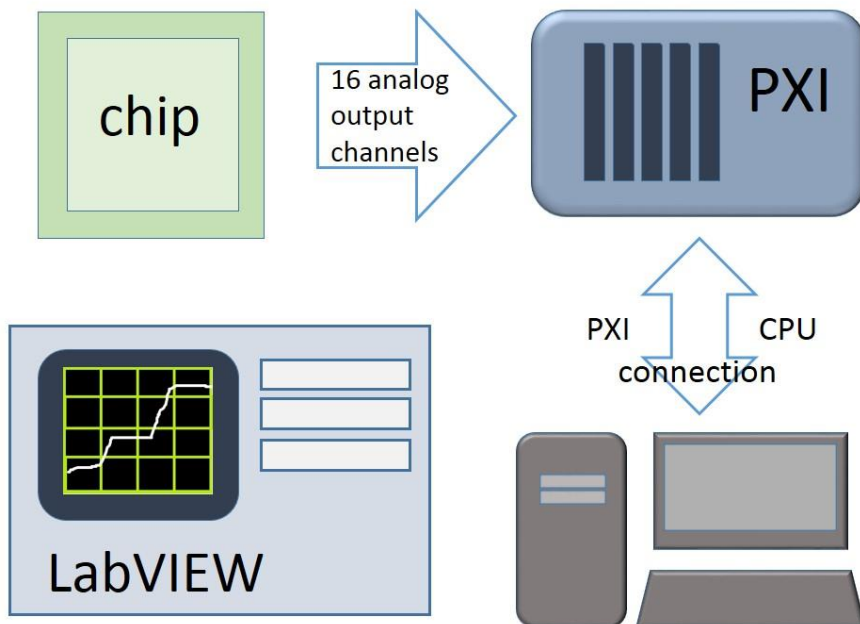 chip
16 analog
output
channels
PXI
PXI CPU
connection
LabVIEW